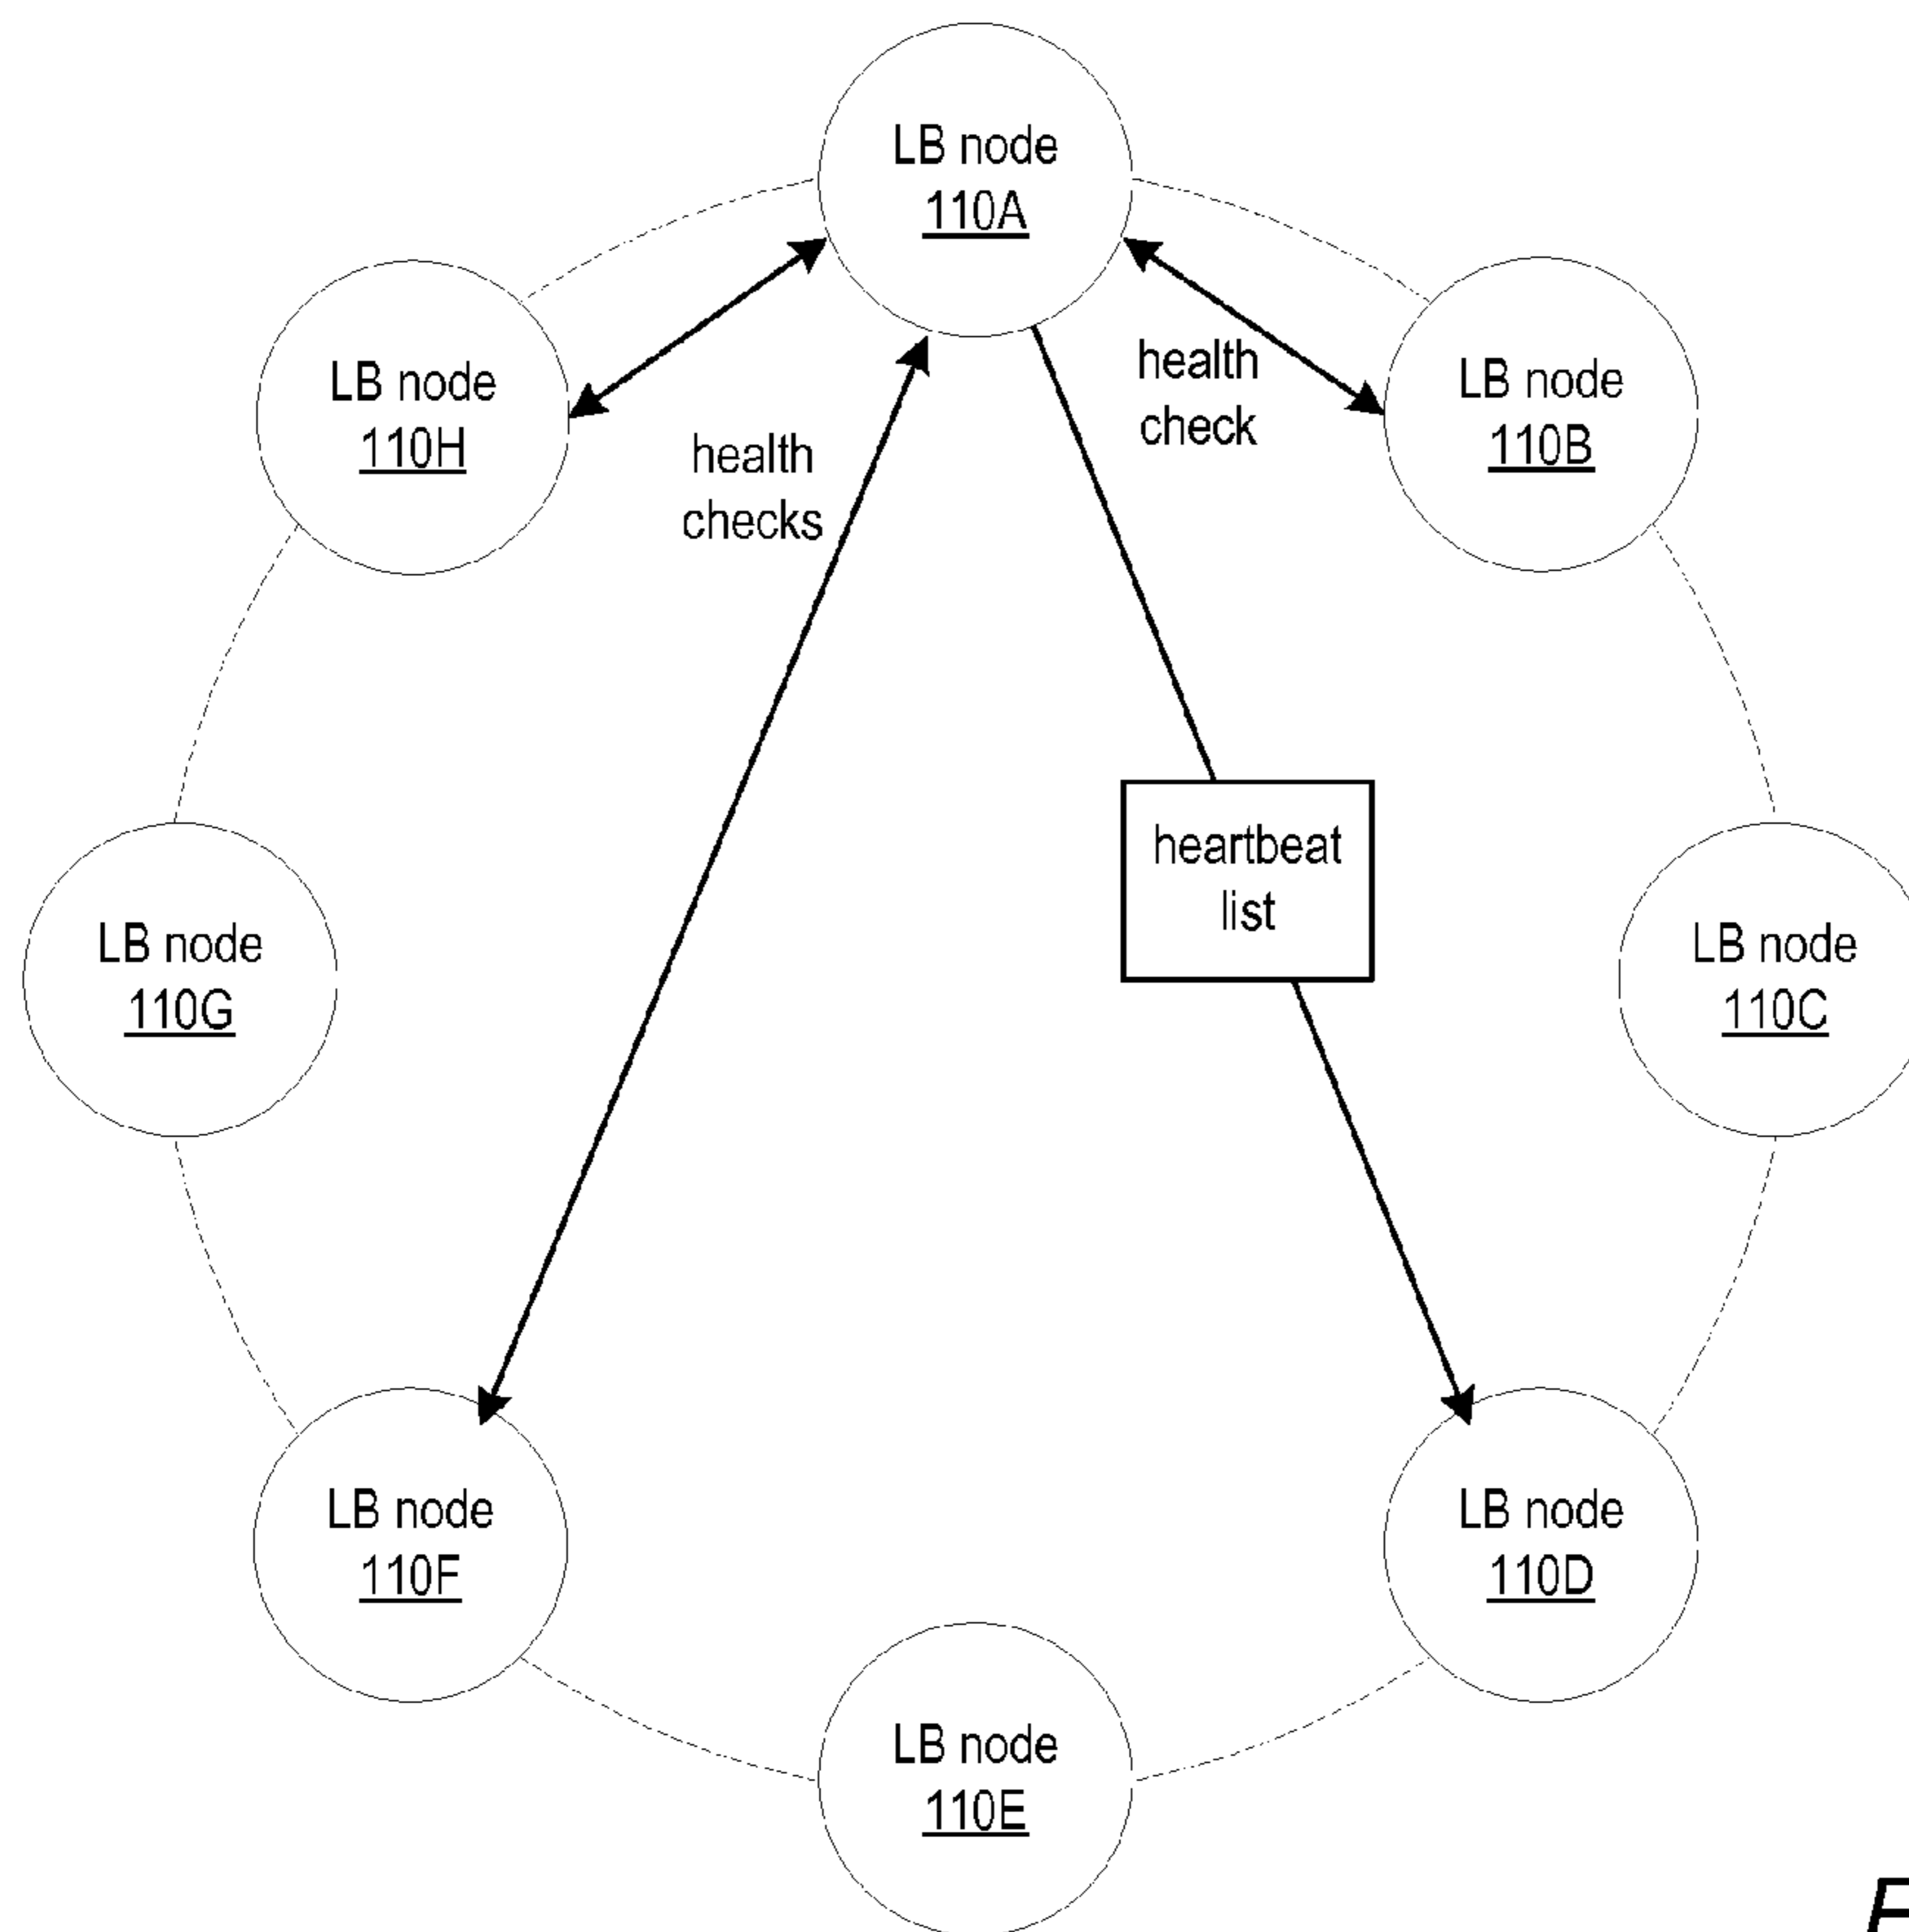 LB node
110A
LB node
110H
health
check
LB node
110B
health
checks
heartbeat
list
LB node
110G
LB node
110C
LB node
110F
LB node
110D
LB node
110E